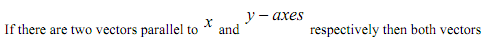 If there are two vectors parallel to x and y – axes respectively then both vectors